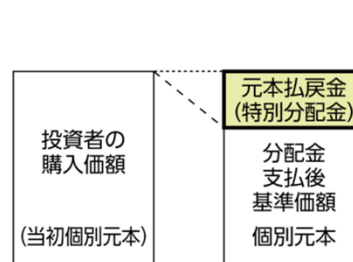 投資者の
購入価額
(当初個別元本)
元本払戻金
(特別分配金)
分配金
支払後
基準価額
個別元本